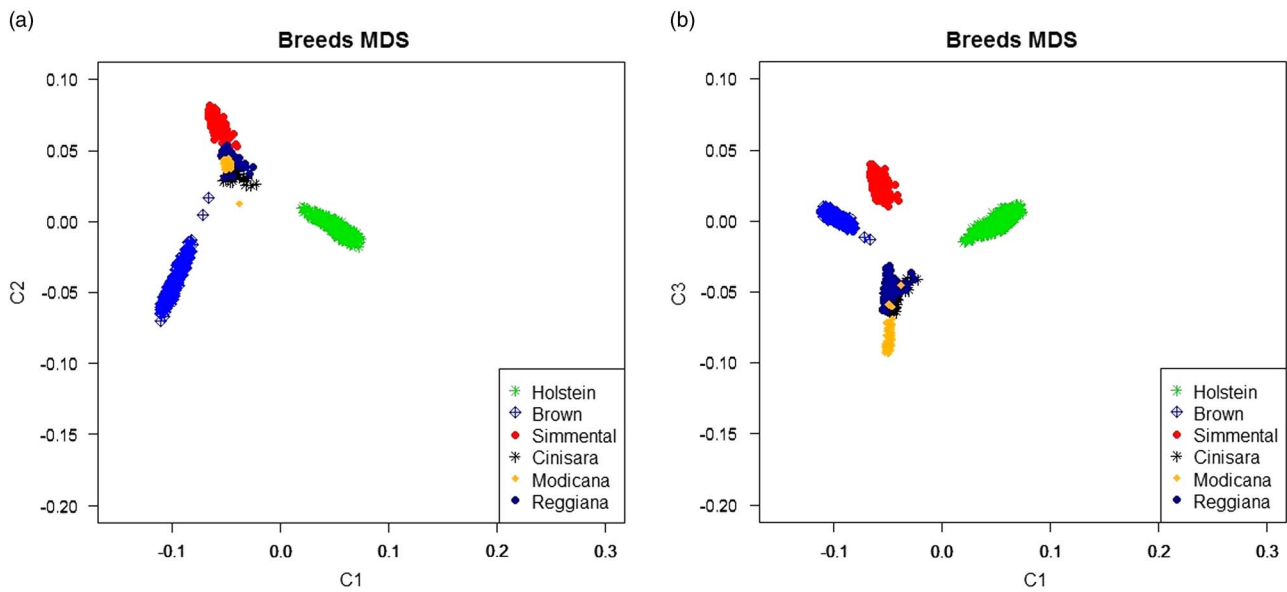 (a)
Breeds MDS
0.10
0.05
0.00
-0.05
-0.10
-0.15
-0.20
C2
-0.1
0.0
0.1
0.2
0.3
C1
Holstein
Brown
Simmental
Cinisara
Modicana
Reggiana
(b)
Breeds MDS
0.10
0.05
0.00
-0.05
-0.10
-0.15
-0.20
C3
-0.1
0.0
0.1
0.2
0.3
C1
Holstein
Brown
Simmental
Cinisara
Modicana
Reggiana